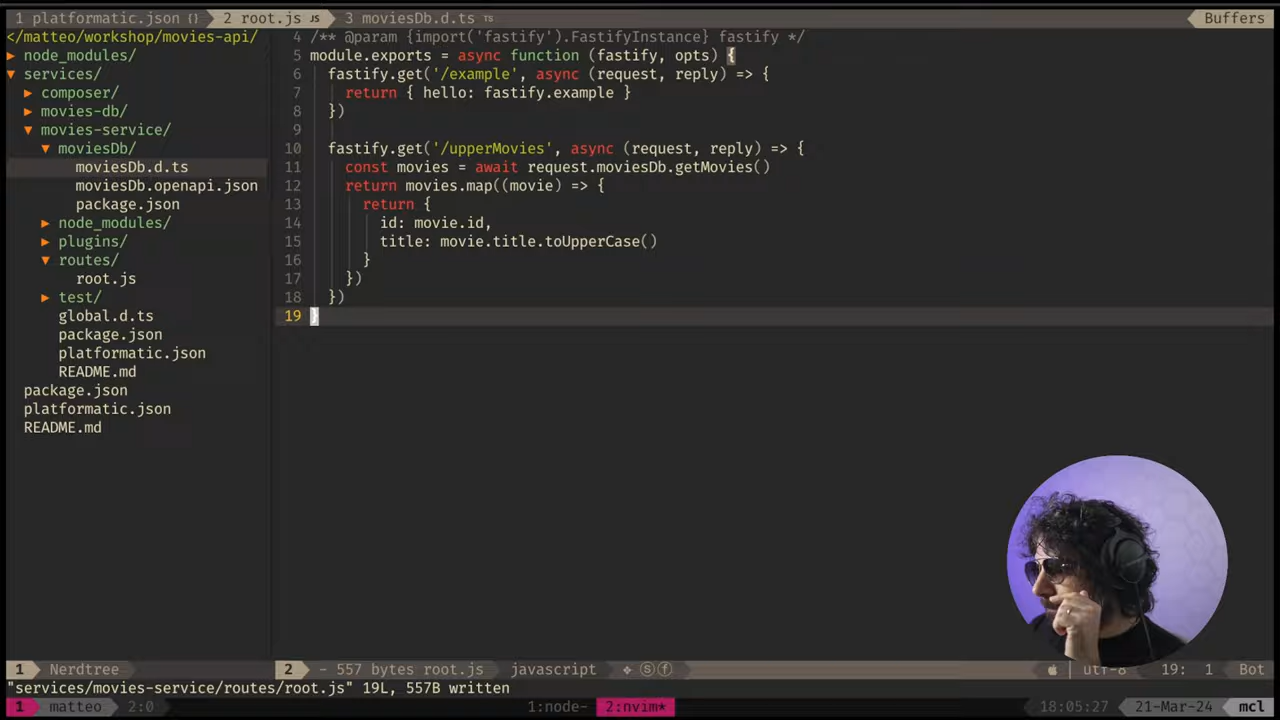 1 platformatic.json {} 2 root.js JS 3 moviesDb.d.ts TS Buffers
</matteo/workshop/movies-api/
▸ node_modules/
▾ services/
▸ composer/
▸ movies-db/
▾ movies-service/
▾ moviesDb/
moviesDb.d.ts
moviesDb.openapi.json
package.json
▸ node_modules/
▸ plugins/
▾ routes/
root.js
▸ test/
global.d.ts
package.json
platformatic.json
README.md
package.json
platformatic.json
README.md
4 /** @param {import('fastify').FastifyInstance} fastify */
5 module.exports = async function (fastify, opts) {
6 fastify.get('/example', async (request, reply) => {
7 return { hello: fastify.example }
8 })
9
10 fastify.get('/upperMovies', async (request, reply) => {
11 const movies = await request.moviesDb.getMovies()
12 return movies.map((movie) => {
13 return {
14 id: movie.id,
15 title: movie.title.toUpperCase()
16 }
17 })
18 })
19 }
1 Nerdtree 2 - 557 bytes root.js javascript utf-8 19: 1 Bot
"services/movies-service/routes/root.js" 19L, 557B written
1 matteo 2:0 1:node- 2:nvim* 18:05:27 21-Mar-24 mcl